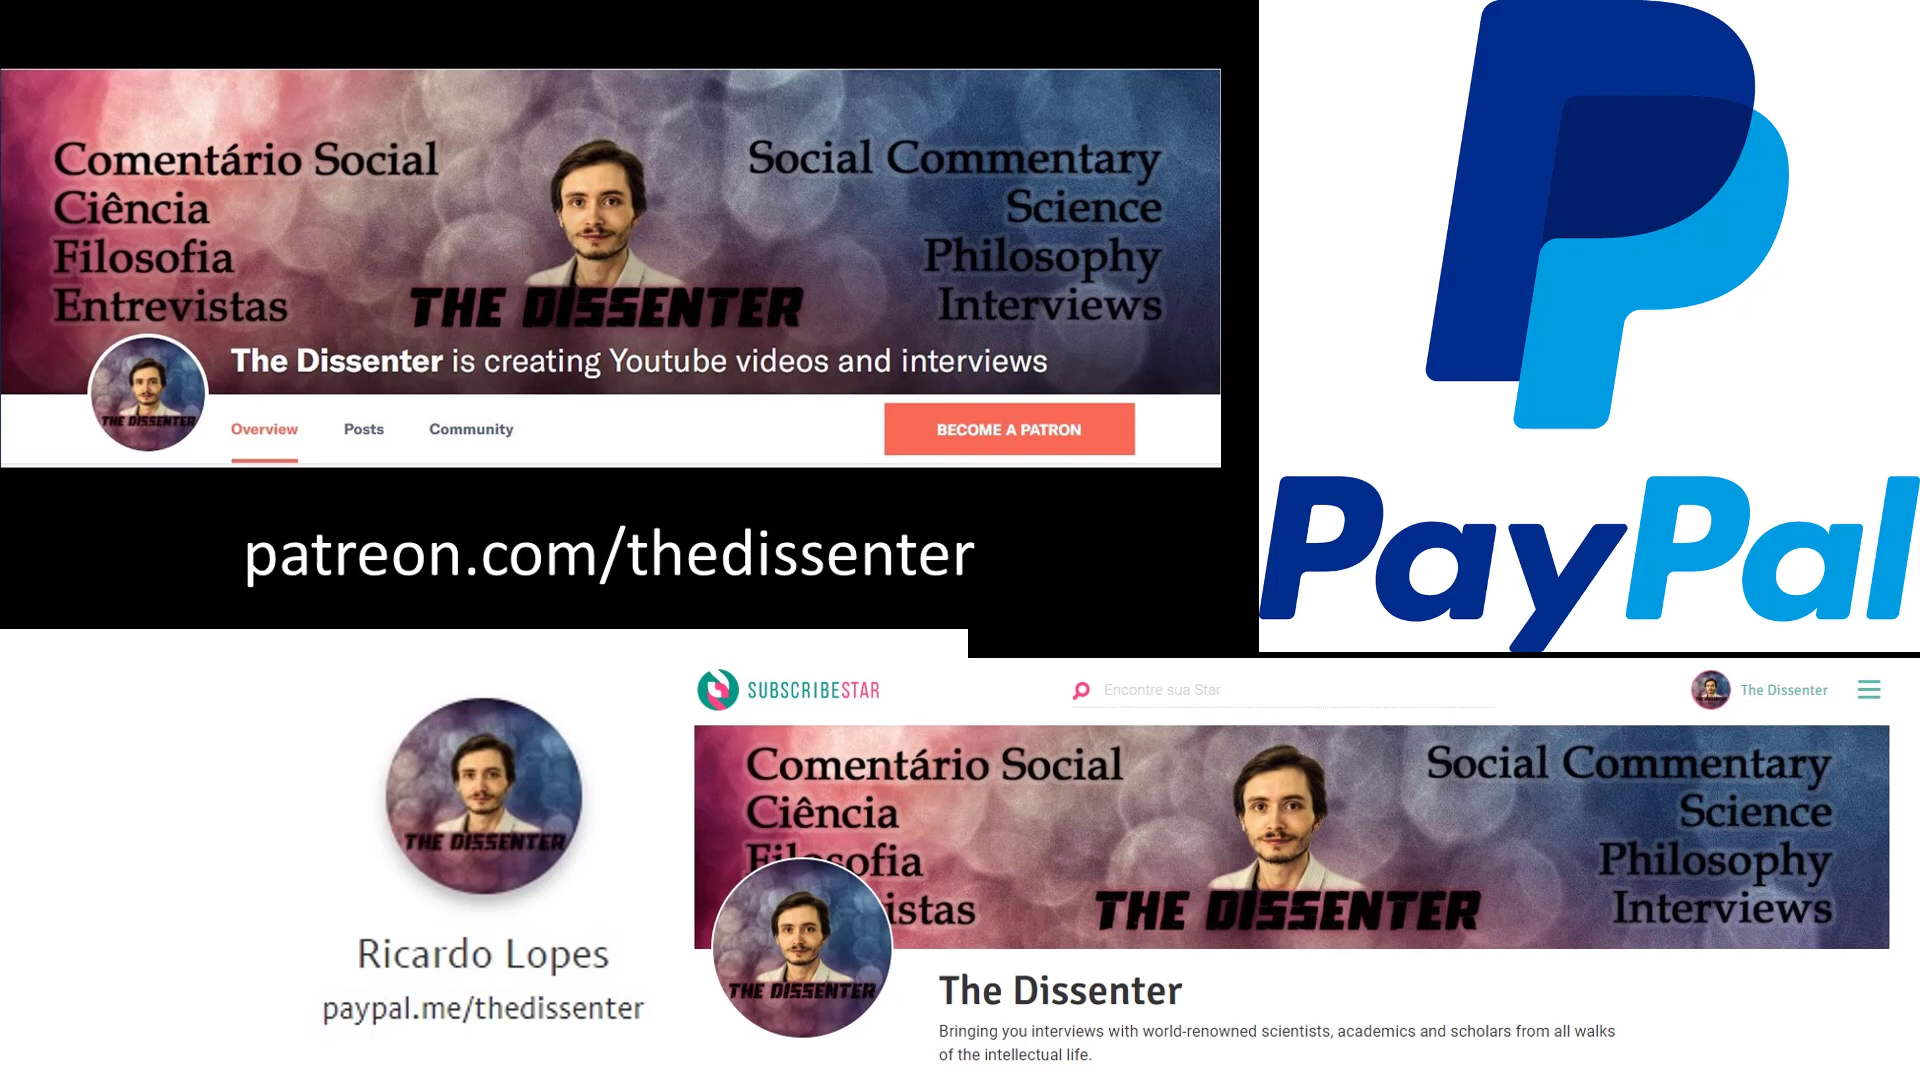 Comentário Social
Ciência
Filosofia
Entrevistas
Social Commentary
Science
Philosophy
Interviews
THE DISSENTER
The Dissenter is creating Youtube videos and interviews
THE DISSENTER
Overview Posts Community
BECOME A PATRON
patreon.com/thedissenter
PayPal
THE DISSENTER
Ricardo Lopes
paypal.me/thedissenter
SUBSCRIBESTAR
Encontre sua Star
The Dissenter
Comentário Social
Ciência
Filosofia
istas
Social Commentary
Science
Philosophy
Interviews
THE DISSENTER
THE DISSENTER
The Dissenter
Bringing you interviews with world-renowned scientists, academics and scholars from all walks
of the intellectual life.